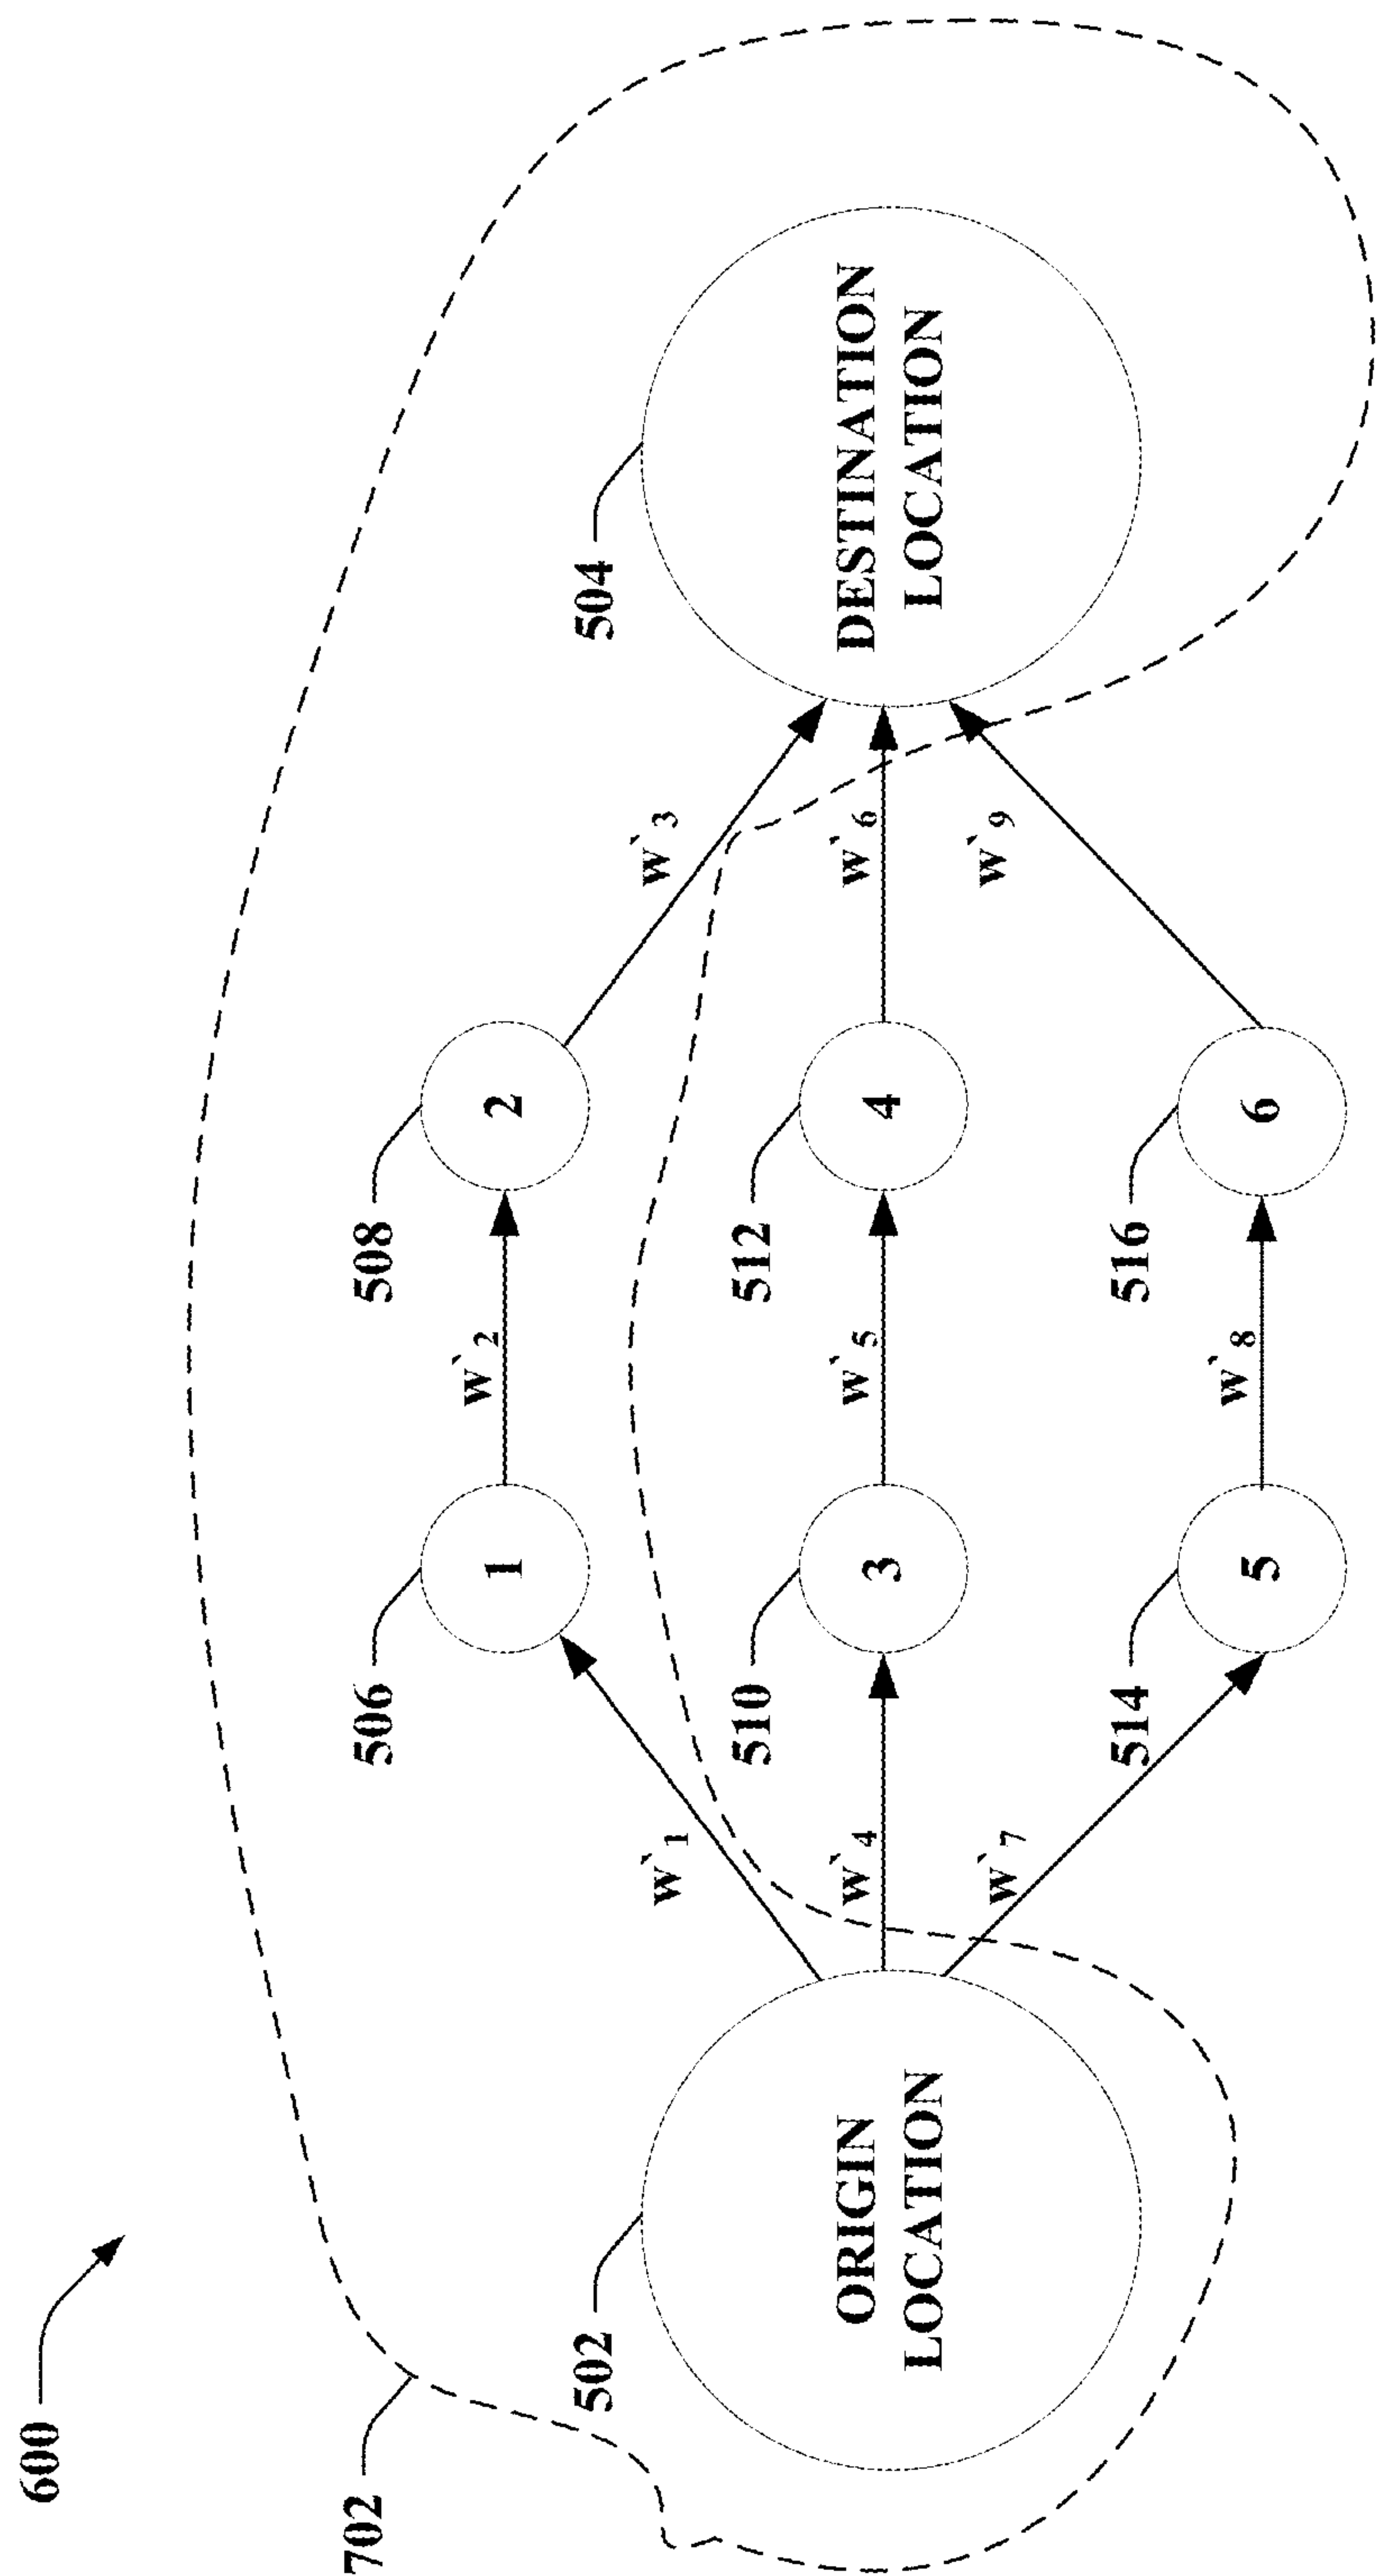 600
702
502
ORIGIN
LOCATION
504
DESTINATION
LOCATION
506
1
508
2
510
3
512
4
514
5
516
6
w`1
w`2
w`3
w`4
w`5
w`6
w`7
w`8
w`9